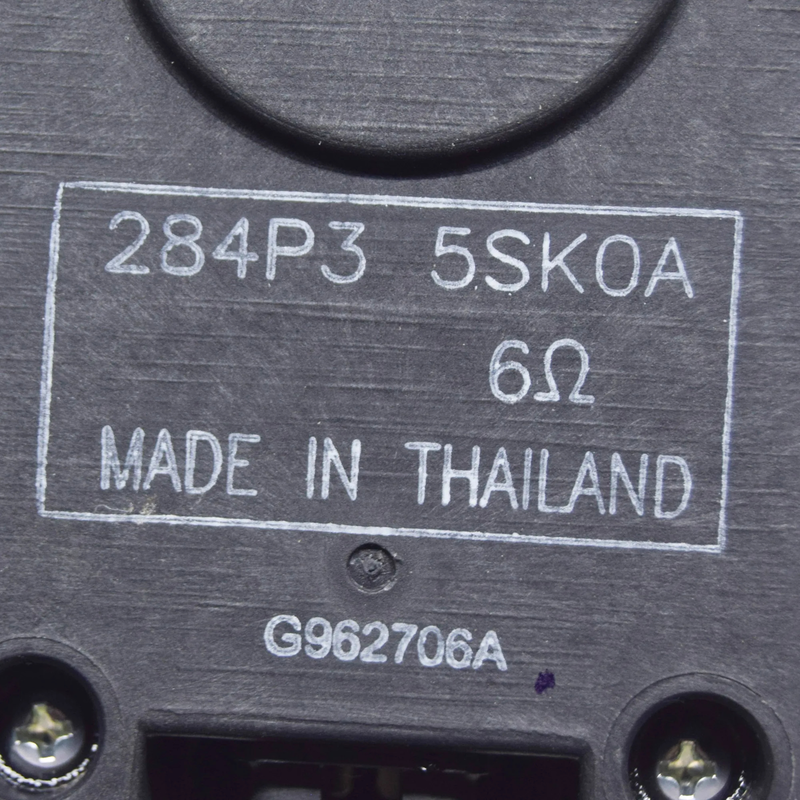 284P3 5SK0A
6Ω
MADE IN THAILAND
G962706A